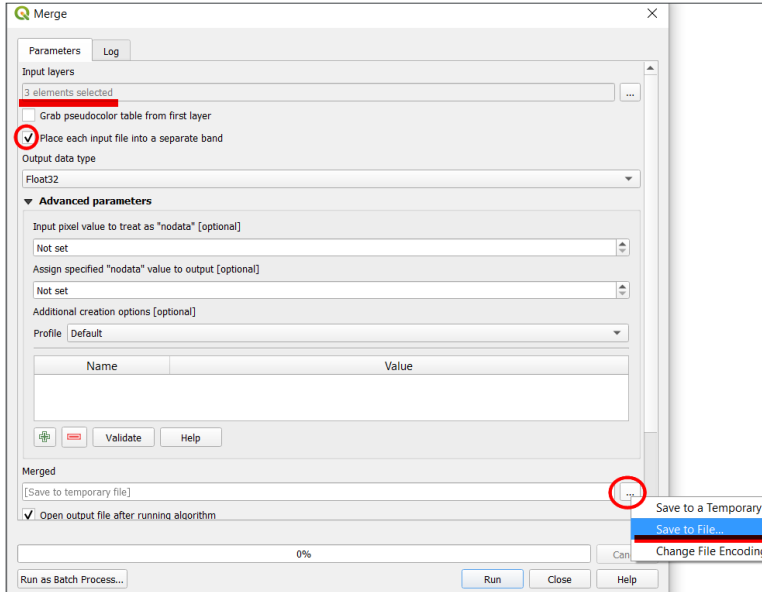 Merge
Parameters Log
Input layers
3 elements selected ...
Grab pseudocolor table from first layer
Place each input file into a separate band
Output data type
Float32
Advanced parameters
Input pixel value to treat as "nodata" [optional]
Not set
Assign specified "nodata" value to output [optional]
Not set
Additional creation options [optional]
Profile Default
Name Value
Validate Help
Merged
[Save to temporary file] ...
Save to a Temporary
Open output file after running algorithm
Save to File...
Change File Encoding
0% Can
Run as Batch Process... Run Close Help